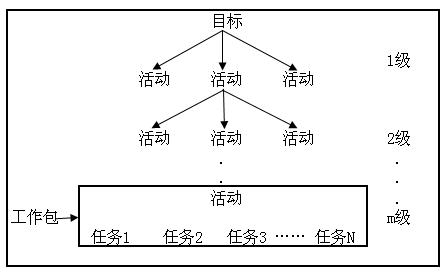 目标
活动 活动 活动 1级
活动 活动 活动 2级
活动
工作包 m级
任务1 任务2 任务3 …… 任务N